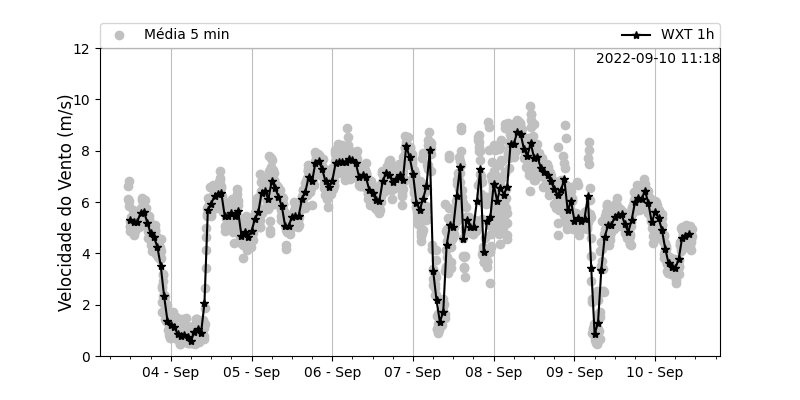 Média 5 min
WXT 1h
2022-09-10 11:18
Velocidade do Vento (m/s)
12
10
8
6
4
2
0
04 - Sep
05 - Sep
06 - Sep
07 - Sep
08 - Sep
09 - Sep
10 - Sep